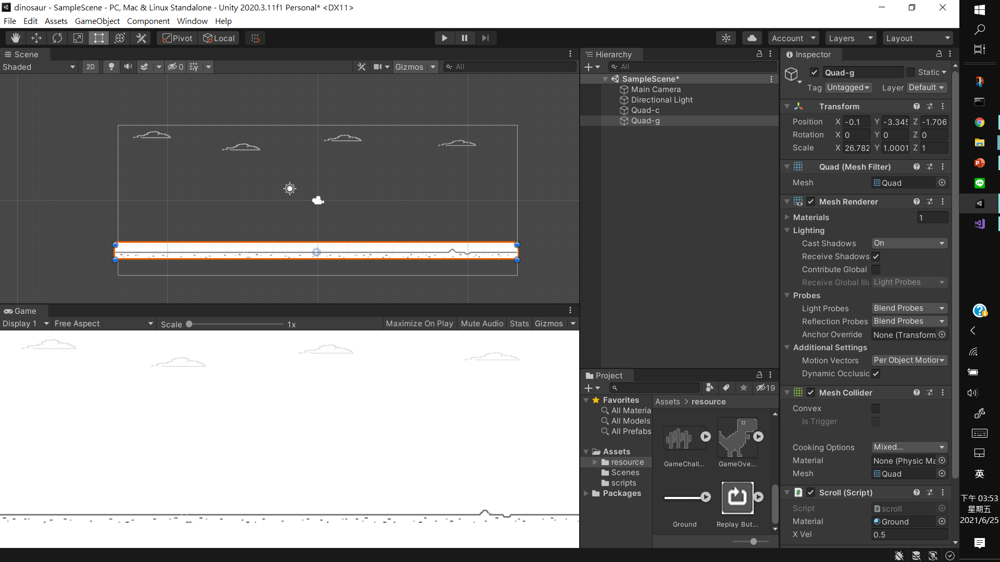 dinosaur - SampleScene - PC, Mac & Linux Standalone - Unity 2020.3.11f1 Personal* <DX11>
File Edit Assets GameObject Component Window Help
Pivot Local Account Layers Layout
Scene
Shaded 2D 0 Gizmos All
Game
Display 1 Free Aspect Scale 1x Maximize On Play Mute Audio Stats Gizmos
Hierarchy
All
SampleScene*
Main Camera
Directional Light
Quad-c
Quad-g
Project
19
Favorites
All Materia
All Models
All Prefabs
Assets
resource
Scenes
scripts
Packages
Assets > resource
GameChall... GameOve...
Ground Replay But...
Inspector
Quad-g Static
Tag Untagged Layer Default
Transform
Position X -0.1 Y -3.345 Z -1.706
Rotation X 0 Y 0 Z 0
Scale X 26.782 Y 1.0001 Z 1
Quad (Mesh Filter)
Mesh Quad
Mesh Renderer
Materials 1
Lighting
Cast Shadows On
Receive Shadows
Contribute Global
Receive Global Illu Light Probes
Probes
Light Probes Blend Probes
Reflection Probes Blend Probes
Anchor Override None (Transform
Additional Settings
Motion Vectors Per Object Motion
Dynamic Occlusic
Mesh Collider
Convex
Is Trigger
Cooking Options Mixed...
Material None (Physic Ma
Mesh Quad
Scroll (Script)
Script scroll
Material Ground
X Vel 0.5
英
下午 03:53
星期五
2021/6/25